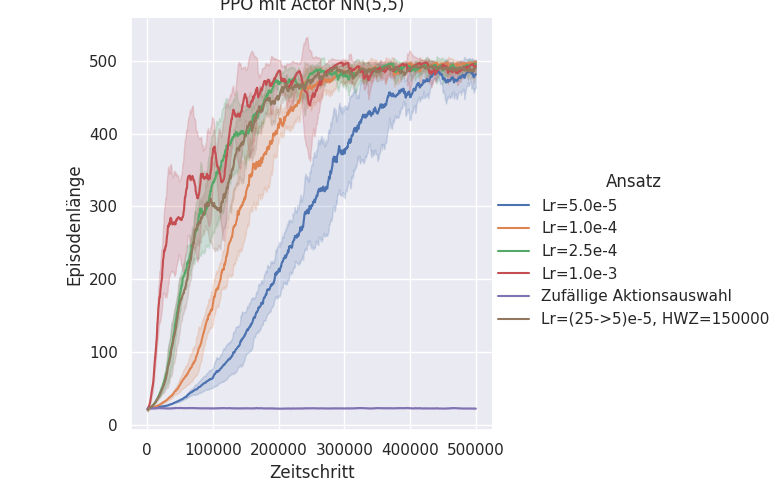 PPO mit Actor NN(5,5)
500
400
300
200
100
0
Episodenlänge
0 100000 200000 300000 400000 500000
Zeitschritt
Ansatz
Lr=5.0e-5
Lr=1.0e-4
Lr=2.5e-4
Lr=1.0e-3
Zufällige Aktionsauswahl
Lr=(25->5)e-5, HWZ=150000